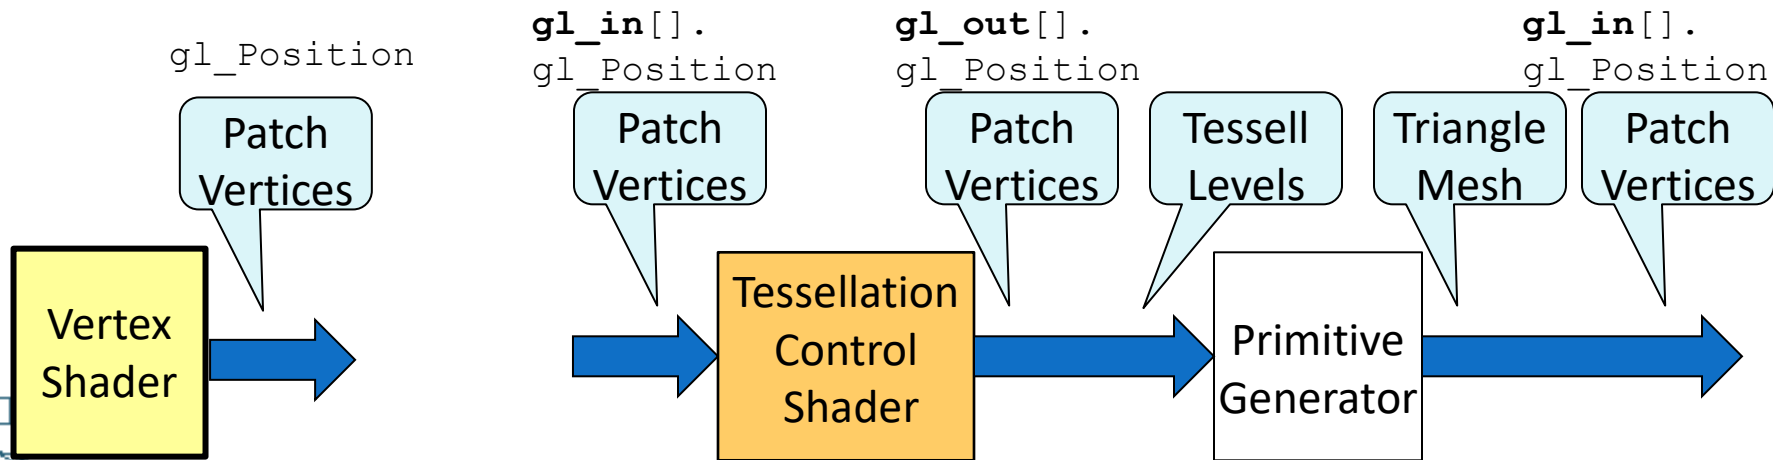 gl_Position
gl_in[].
gl_Position
gl_out[].
gl_Position
gl_in[].
gl_Position
Patch
Vertices
Patch
Vertices
Patch
Vertices
Tessell
Levels
Triangle
Mesh
Patch
Vertices
Vertex
Shader
Tessellation
Control
Shader
Primitive
Generator